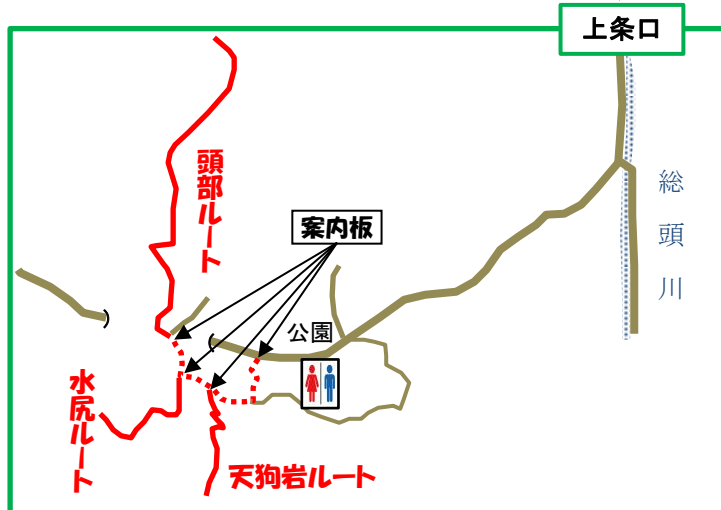 上条口
頭部ルート
案内板
総頭川
公園
水尻ルート
天狗岩ルート